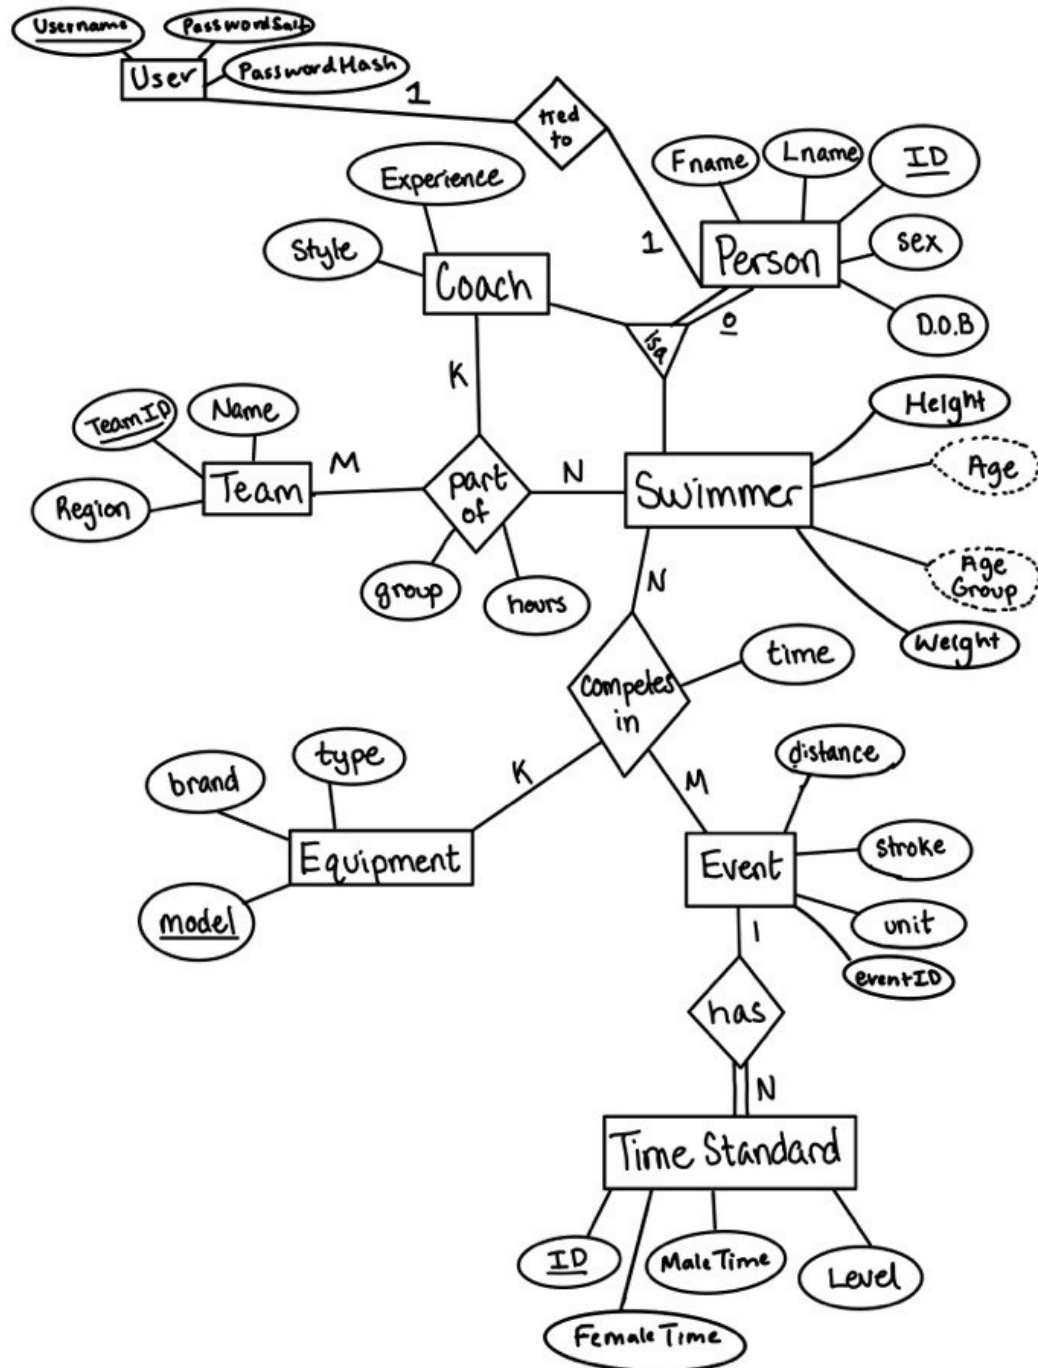 Username
PasswordSalt
User
PasswordHash
1
tied
to
Fname
Lname
ID
Experience
Style
Coach
1
Person
sex
Isa
o
D.O.B
K
Height
TeamID
Name
M
Age
Team
part
of
N
Swimmer
Region
group
hours
N
Age
Group
Weight
time
competes
in
distance
type
brand
K
M
Equipment
Event
stroke
model
unit
1
eventID
has
N
Time Standard
ID
Male Time
Level
Female Time